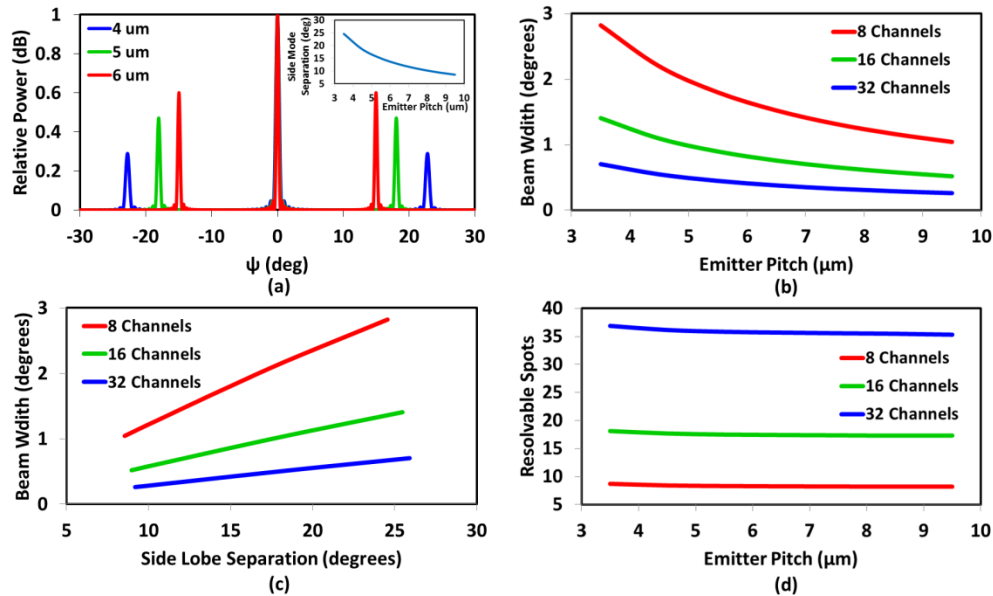 Relative Power (dB)
1
0.8
0.6
0.4
0.2
0
4 um
5 um
6 um
Side Mode
Separation (deg)
30
25
20
15
10
5
3 4 5 6 7 8 9 10
Emitter Pitch (um)
-30 -20 -10 0 10 20 30
ψ (deg)
(a)
Beam Wdith (degrees)
3
2
1
0
8 Channels
16 Channels
32 Channels
3 4 5 6 7 8 9 10
Emitter Pitch (μm)
(b)
Beam Wdith (degrees)
3
2
1
0
8 Channels
16 Channels
32 Channels
5 10 15 20 25 30
Side Lobe Separation (degrees)
(c)
Resolvable Spots
40
35
30
25
20
15
10
5
8 Channels
16 Channels
32 Channels
3 4 5 6 7 8 9 10
Emitter Pitch (μm)
(d)